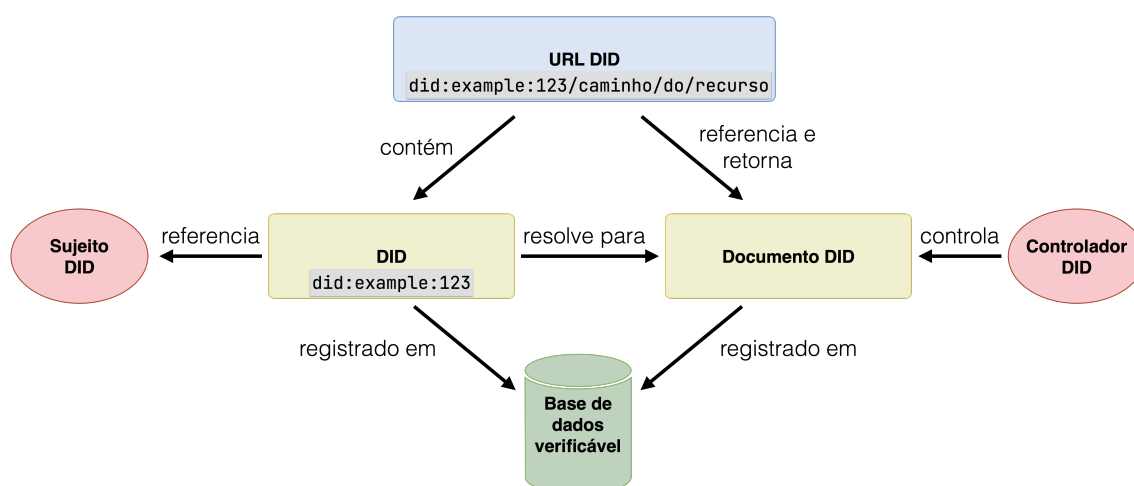 URL DID
did:example:123/caminho/do/recurso
contém
referencia e
retorna
Sujeito
DID
referencia
DID
did:example:123
resolve para
Documento DID
controla
Controlador
DID
registrado em
registrado em
Base de
dados
verificável